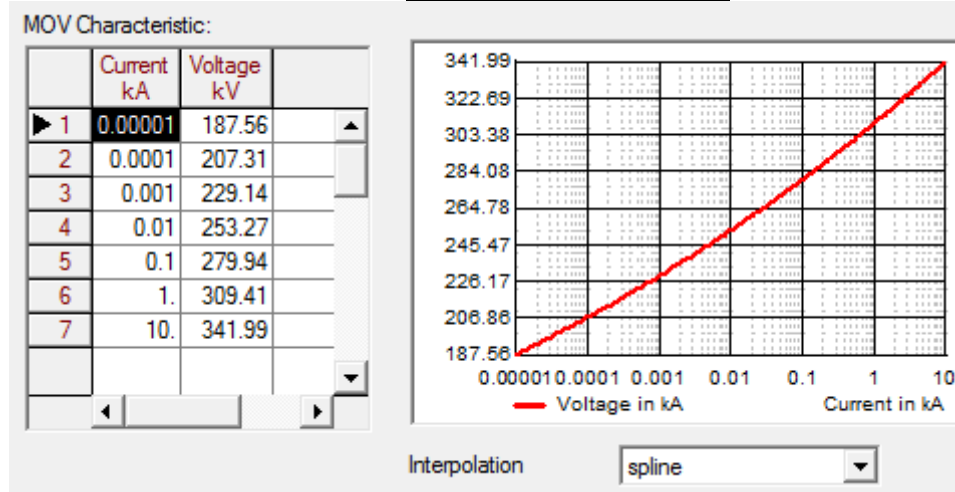 MOV Characteristic:
Current kA Voltage kV
1 0.00001 187.56
2 0.0001 207.31
3 0.001 229.14
4 0.01 253.27
5 0.1 279.94
6 1. 309.41
7 10. 341.99
341.99
322.69
303.38
284.08
264.78
245.47
226.17
206.86
187.56
0.00001 0.0001 0.001 0.01 0.1 1 10
Voltage in kA Current in kA
Interpolation spline